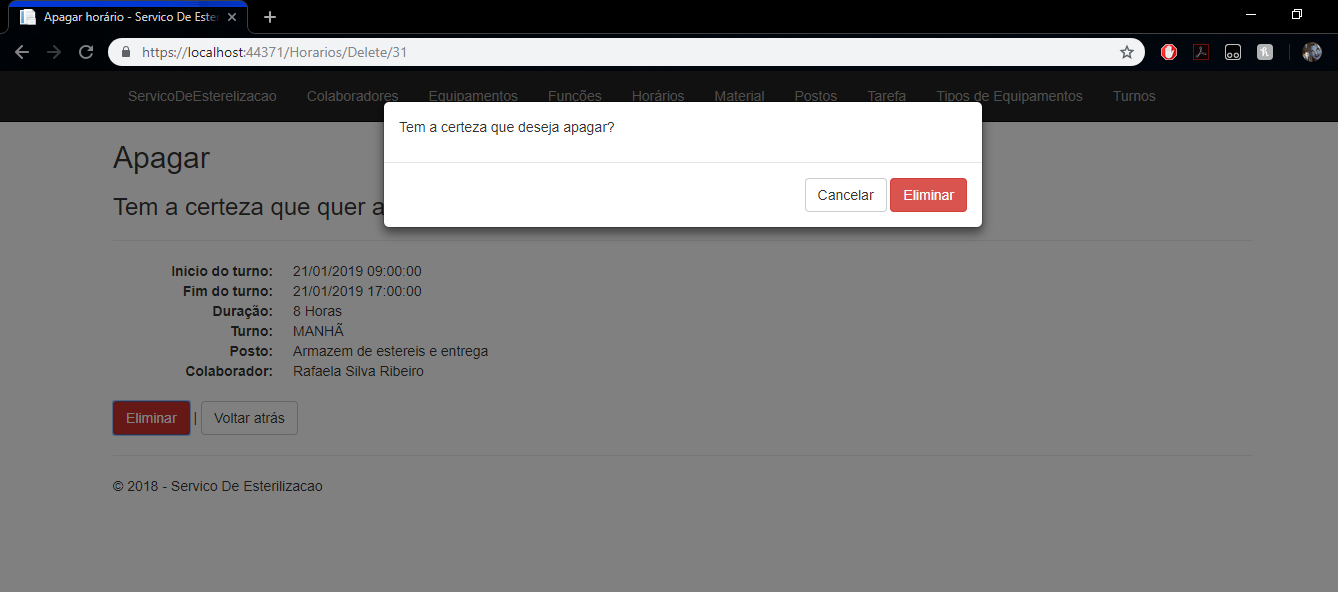 Apagar horário - Servico De Ester
https://localhost:44371/Horarios/Delete/31
ServicoDeEsterelizacao Colaboradores Equipamentos Funções Horários Material Postos Tarefa Tipos de Equipamentos Turnos
Tem a certeza que deseja apagar?
Cancelar Eliminar
Apagar
Tem a certeza que quer a
Inicio do turno: 21/01/2019 09:00:00
Fim do turno: 21/01/2019 17:00:00
Duração: 8 Horas
Turno: MANHÃ
Posto: Armazem de estereis e entrega
Colaborador: Rafaela Silva Ribeiro
Eliminar | Voltar atrás
© 2018 - Servico De Esterilizacao